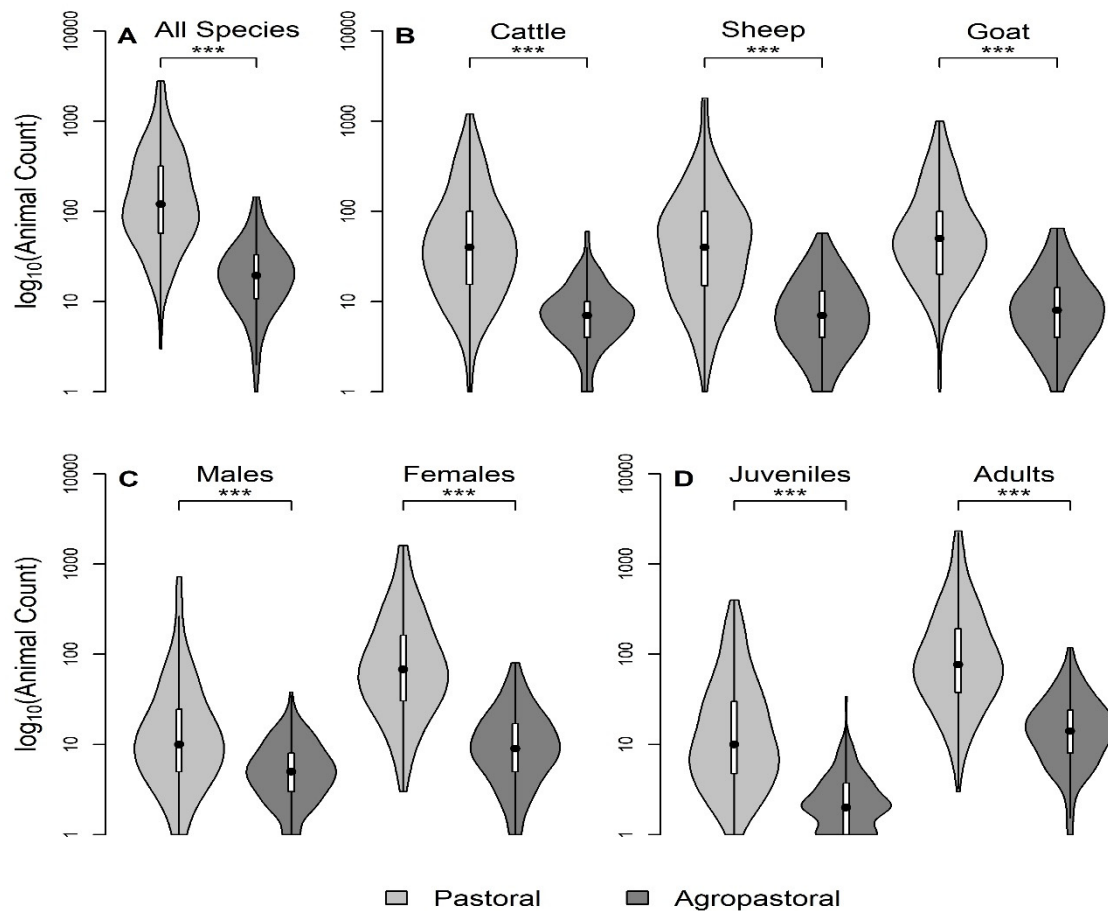 A All Species
***
B Cattle Sheep Goat
*** *** ***
log10(Animal Count)
10000
1000
100
10
1
10000
1000
100
10
1
C Males Females
*** ***
D Juveniles Adults
*** ***
log10(Animal Count)
10000
1000
100
10
1
10000
1000
100
10
1
Pastoral Agropastoral